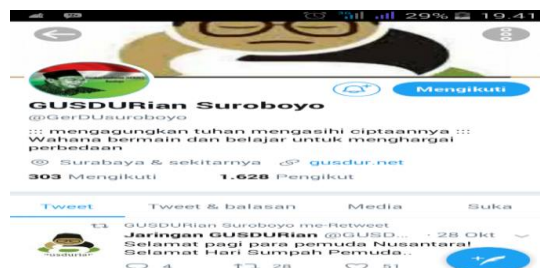 29% 19.41
Mengikuti
GUSDURian Suroboyo
@GerDUsuroboyo
::: mengagungkan tuhan mengasihi ciptaannya :::
Wahana bermain dan belajar untuk menghargai
perbedaan
Surabaya & sekitarnya gusdur.net
303 Mengikuti 1.628 Pengikut
Tweet Tweet & balasan Media Suka
GUSDURian Suroboyo me-Retweet
Jaringan GUSDURian @GUSD... · 28 Okt
Selamat pagi para pemuda Nusantara!
Selamat Hari Sumpah Pemuda..
4 28 51